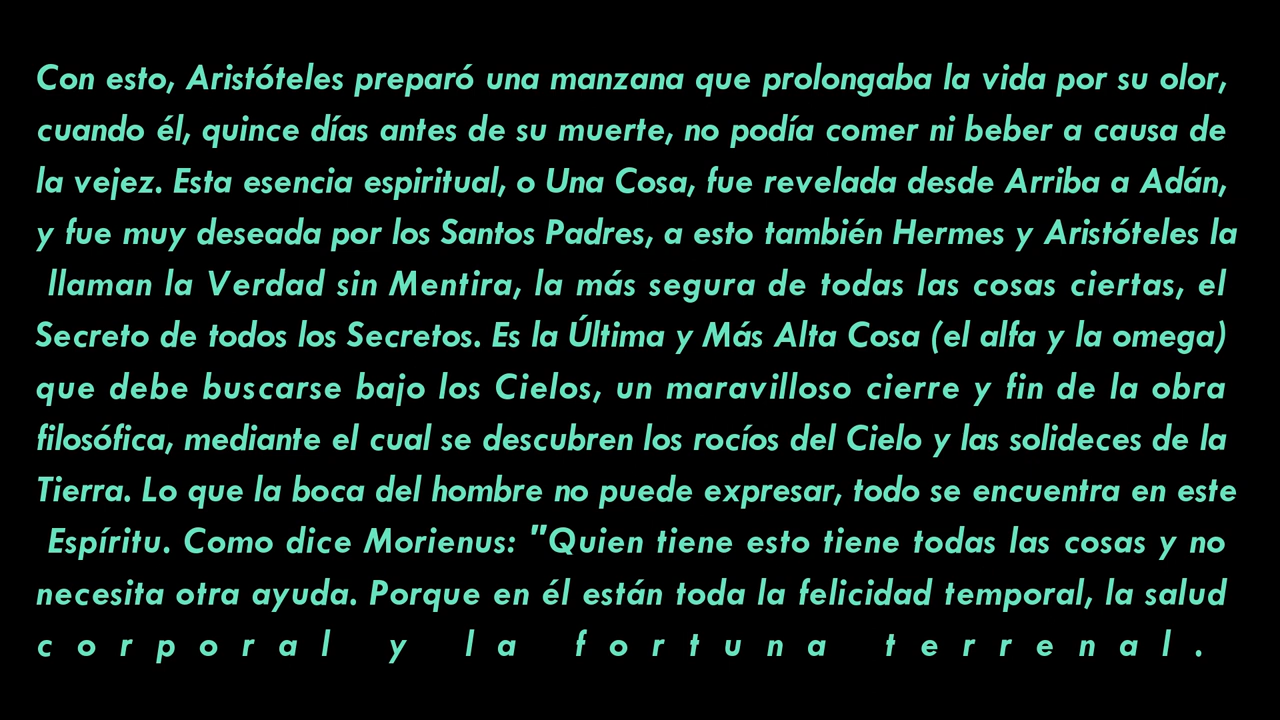 Con esto, Aristóteles preparó una manzana que prolongaba la vida por su olor,
cuando él, quince días antes de su muerte, no podía comer ni beber a causa de
la vejez. Esta esencia espiritual, o Una Cosa, fue revelada desde Arriba a Adán,
y fue muy deseada por los Santos Padres, a esto también Hermes y Aristóteles la
llaman la Verdad sin Mentira, la más segura de todas las cosas ciertas, el
Secreto de todos los Secretos. Es la Última y Más Alta Cosa (el alfa y la omega)
que debe buscarse bajo los Cielos, un maravilloso cierre y fin de la obra
filosófica, mediante el cual se descubren los rocíos del Cielo y las solideces de la
Tierra. Lo que la boca del hombre no puede expresar, todo se encuentra en este
Espíritu. Como dice Morienus: "Quien tiene esto tiene todas las cosas y no
necesita otra ayuda. Porque en él están toda la felicidad temporal, la salud
corporal y la fortuna terrenal.